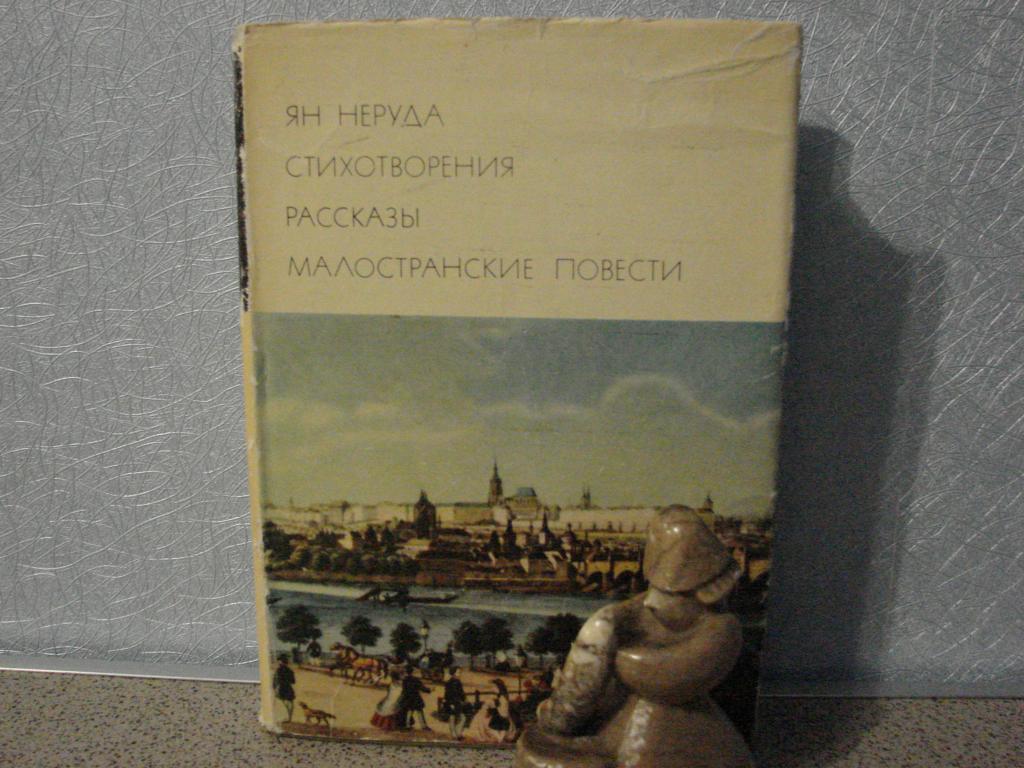 ЯН НЕРУДА
СТИХОТВОРЕНИЯ
РАССКАЗЫ
МАЛОСТРАНСКИЕ ПОВЕСТИ